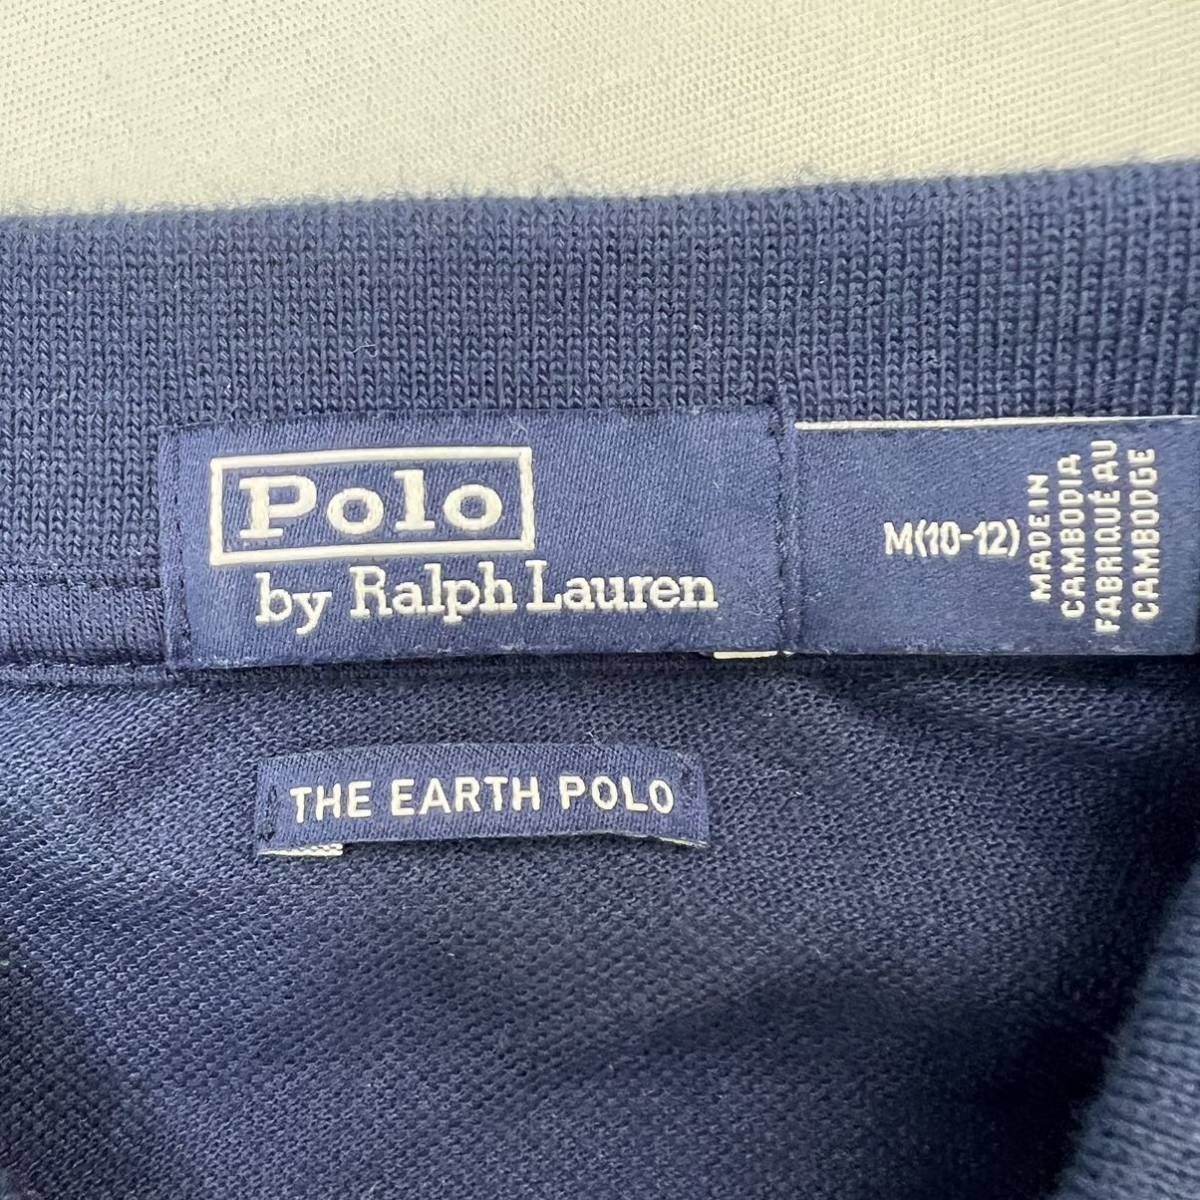 Polo
by Ralph Lauren
M(10-12)
MADE IN
CAMBODIA
FABRIQUÉ AU
CAMBODGE
THE EARTH POLO